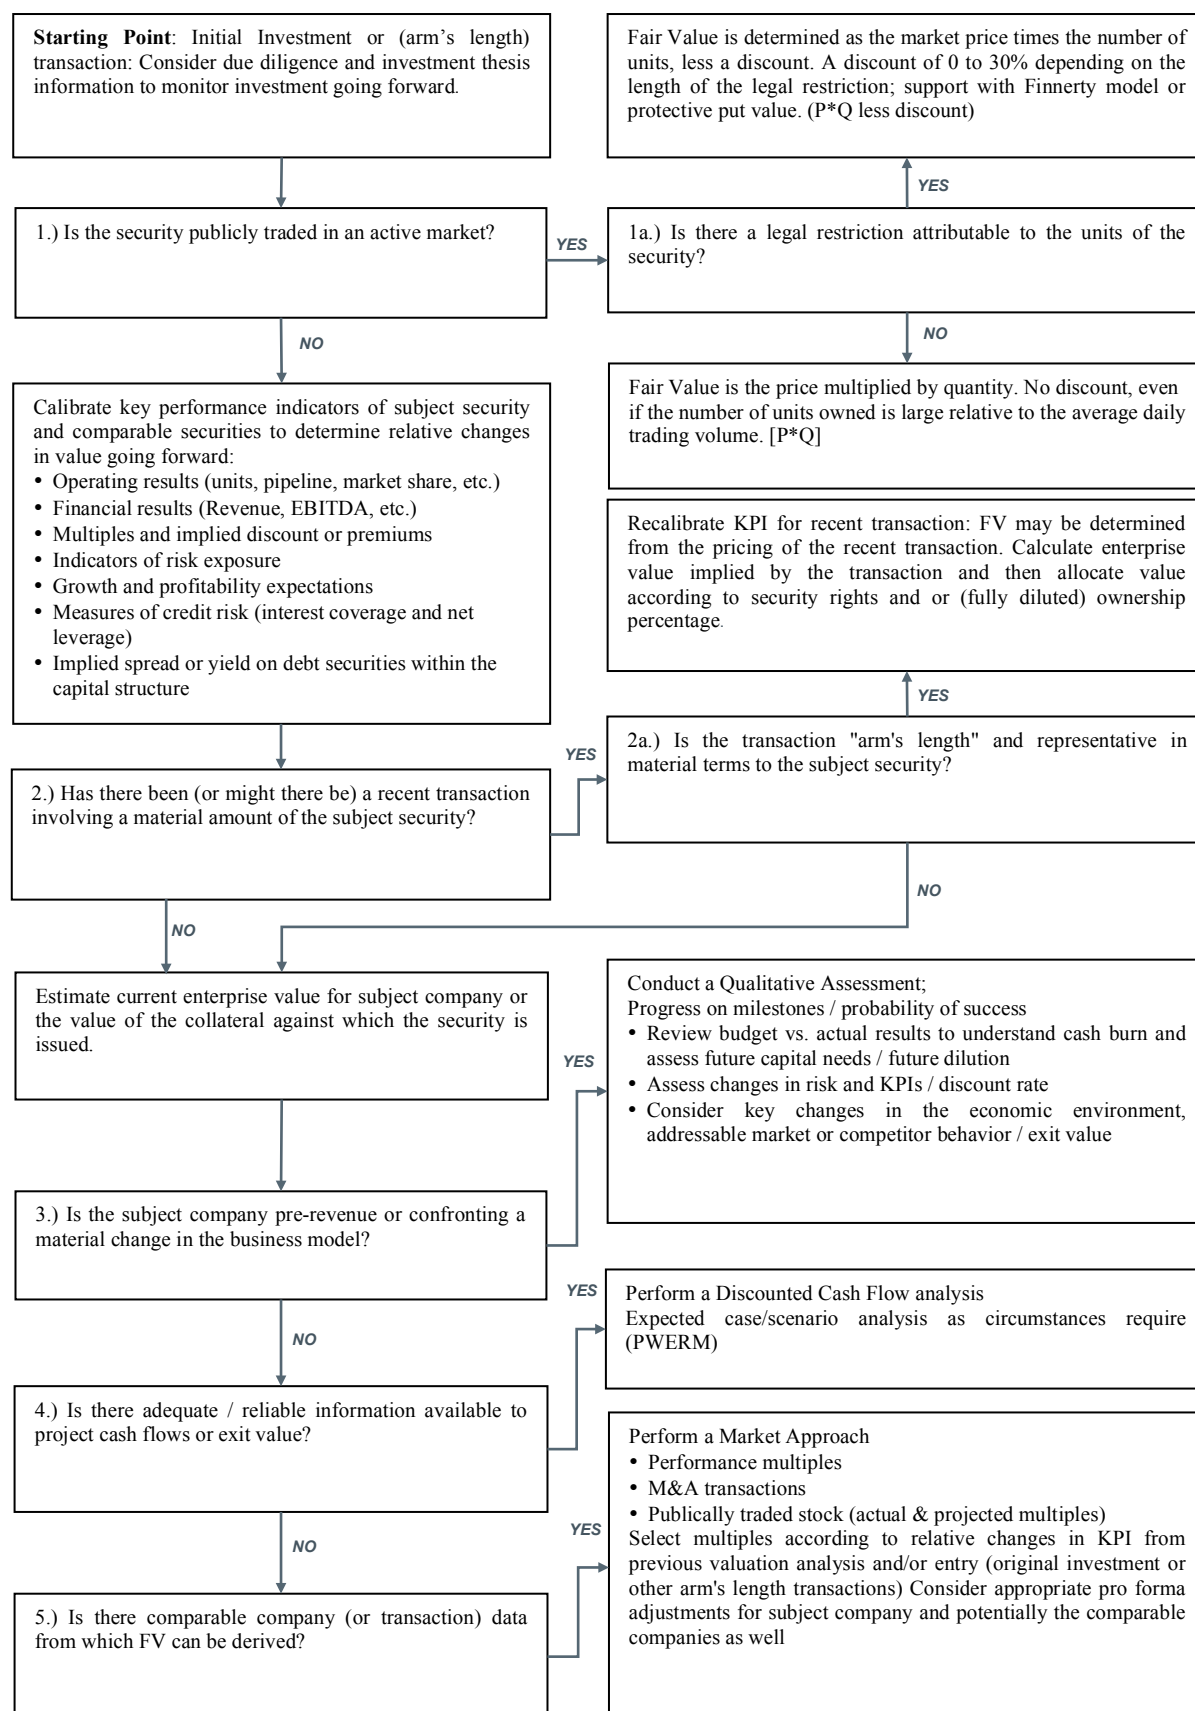 Starting Point: Initial Investment or (arm's length)
transaction: Consider due diligence and investment thesis
information to monitor investment going forward.
Fair Value is determined as the market price times the number of
units, less a discount. A discount of 0 to 30% depending on the
length of the legal restriction; support with Finnerty model or
protective put value. (P*Q less discount)
YES
1.) Is the security publicly traded in an active market?
YES
1a.) Is there a legal restriction attributable to the units of the
security?
NO
NO
Fair Value is the price multiplied by quantity. No discount, even
if the number of units owned is large relative to the average daily
trading volume. [P*Q]
Calibrate key performance indicators of subject security
and comparable securities to determine relative changes
in value going forward:
• Operating results (units, pipeline, market share, etc.)
• Financial results (Revenue, EBITDA, etc.)
• Multiples and implied discount or premiums
• Indicators of risk exposure
• Growth and profitability expectations
• Measures of credit risk (interest coverage and net
leverage)
• Implied spread or yield on debt securities within the
capital structure
Recalibrate KPI for recent transaction: FV may be determined
from the pricing of the recent transaction. Calculate enterprise
value implied by the transaction and then allocate value
according to security rights and or (fully diluted) ownership
percentage.
YES
2.) Has there been (or might there be) a recent transaction
involving a material amount of the subject security?
YES
2a.) Is the transaction "arm's length" and representative in
material terms to the subject security?
NO
NO
Estimate current enterprise value for subject company or
the value of the collateral against which the security is
issued.
YES
Conduct a Qualitative Assessment;
Progress on milestones / probability of success
• Review budget vs. actual results to understand cash burn and
assess future capital needs / future dilution
• Assess changes in risk and KPIs / discount rate
• Consider key changes in the economic environment,
addressable market or competitor behavior / exit value
3.) Is the subject company pre-revenue or confronting a
material change in the business model?
NO
YES
Perform a Discounted Cash Flow analysis
Expected case/scenario analysis as circumstances require
(PWERM)
4.) Is there adequate / reliable information available to
project cash flows or exit value?
NO
YES
Perform a Market Approach
• Performance multiples
• M&A transactions
• Publically traded stock (actual & projected multiples)
Select multiples according to relative changes in KPI from
previous valuation analysis and/or entry (original investment or
other arm's length transactions) Consider appropriate pro forma
adjustments for subject company and potentially the comparable
companies as well
5.) Is there comparable company (or transaction) data
from which FV can be derived?